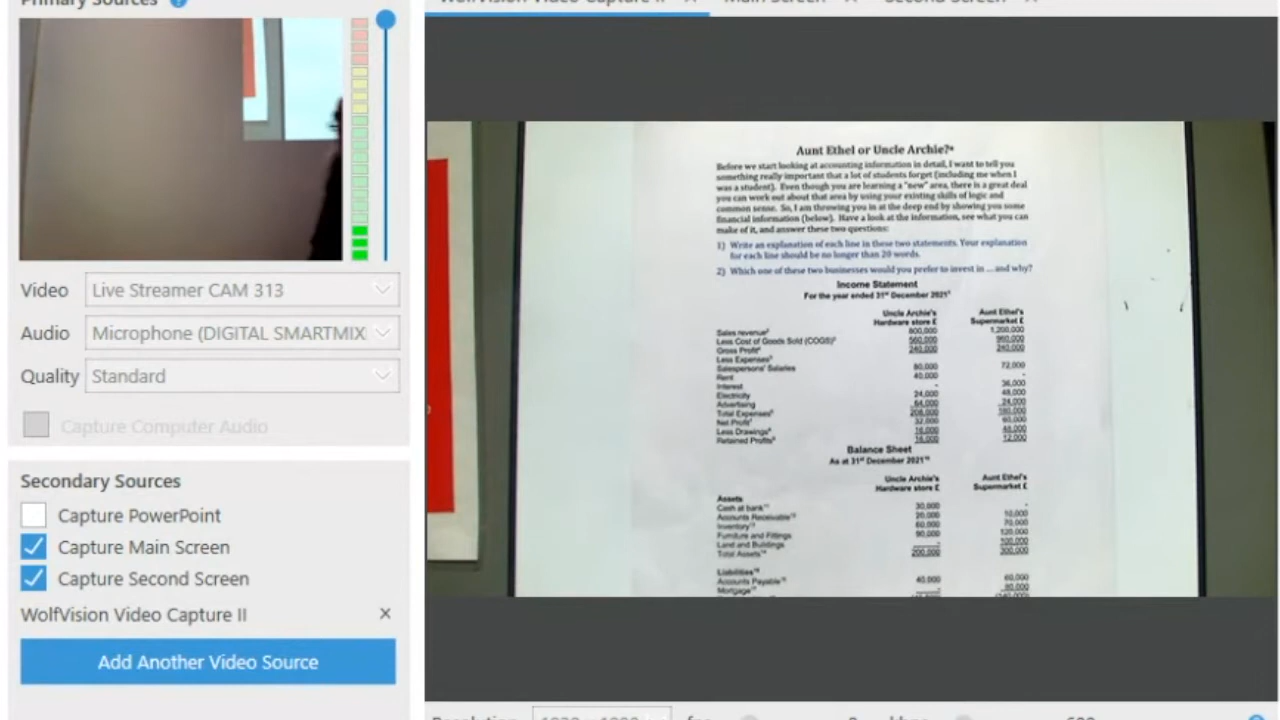 Primary Sources
WolfVision Video Capture II
Main Screen
Second Screen
Video
Live Streamer CAM 313
Audio
Microphone (DIGITAL SMARTMIX
Quality
Standard
Capture Computer Audio
Secondary Sources
Capture PowerPoint
Capture Main Screen
Capture Second Screen
WolfVision Video Capture II
Add Another Video Source
Aunt Ethel or Uncle Archie?*
Before we start looking at accounting information in detail, I want to tell you
something really important that a lot of students forget (including me when I
was a student). Even though you are learning a "new" area, there is a great deal
you can work out about that area by using your existing skills of logic and
common sense. So, I am throwing you in at the deep end by showing you some
financial information (below). Have a look at the information, see what you can
make of it, and answer these two questions:
1) Write an explanation of each line in these two statements. Your explanation
for each line should be no longer than 20 words.
2) Which one of these two businesses would you prefer to invest in ... and why?
Income Statement
For the year ended 31st December 2021
Uncle Archie's Aunt Ethel's
Hardware store £ Supermarket £
Sales revenue 800,000 1,200,000
Less Cost of Goods Sold (COGS) 560,000 960,000
Gross Profit 240,000 240,000
Less Expenses
Salespersons' Salaries 80,000 72,000
Rent 40,000 -
Interest - 36,000
Electricity 24,000 48,000
Advertising 64,000 24,000
Total Expenses 208,000 180,000
Net Profit 32,000 60,000
Less Drawings 16,000 48,000
Retained Profits 16,000 12,000
Balance Sheet
As at 31st December 2021
Uncle Archie's Aunt Ethel's
Hardware store £ Supermarket £
Assets
Cash at bank 30,000 -
Accounts Receivable 20,000 10,000
Inventory 60,000 70,000
Furniture and Fittings 90,000 120,000
Land and Buildings 100,000
Total Assets 200,000 300,000
Liabilities
Accounts Payable 40,000 60,000
Mortgage 80,000
Resolution
fps
kbps
600